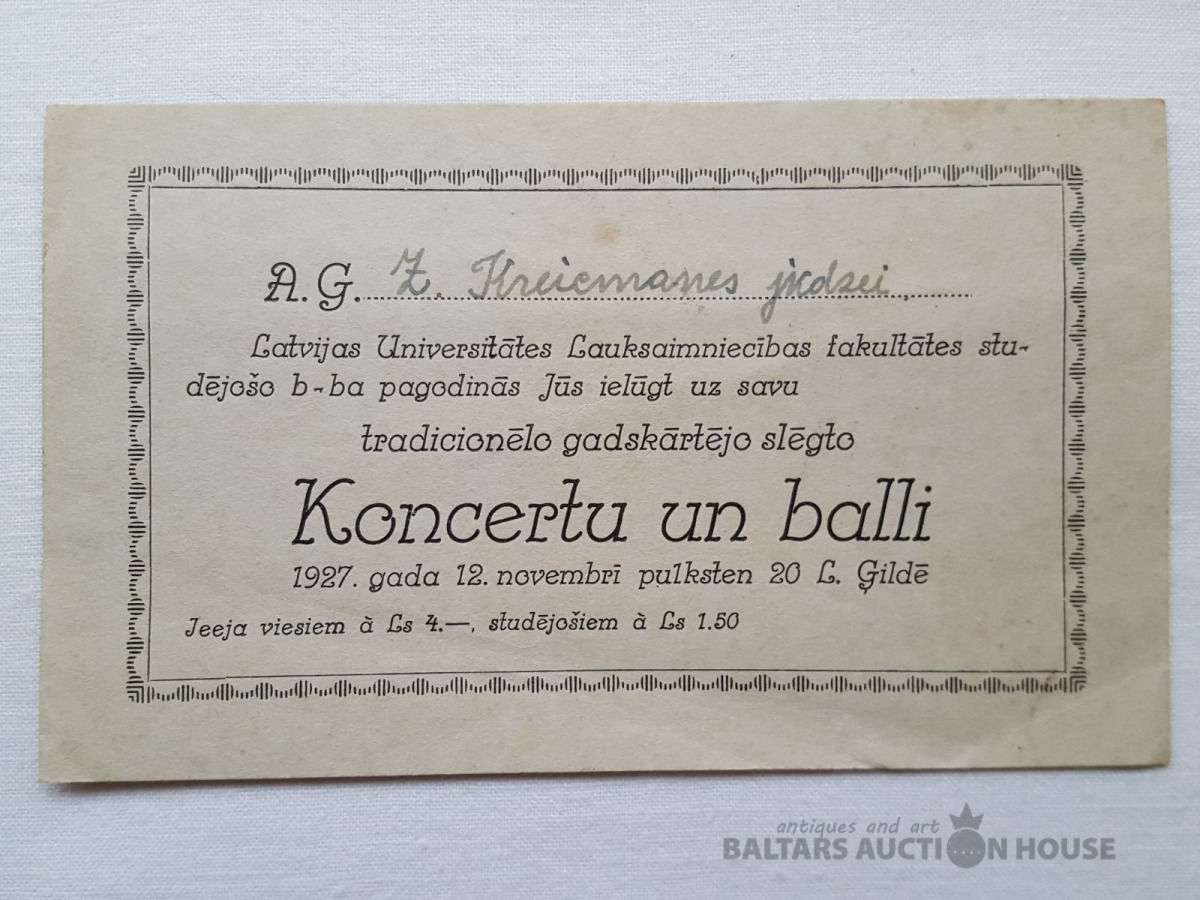 A. G. Z. Kreicmanes jkdzei
Latvijas Universitātes Lauksaimniecības fakultātes stu-
dējošo b-ba pagodinās Jūs ielūgt uz savu
tradicionēlo gadskārtējo slēgto
Koncertu un balli
1927. gada 12. novembrī pulksten 20 L. Ģildē
Jeeja viesiem à Ls 4.—, studējošiem à Ls 1.50
antiques and art
BALTARS AUCTION HOUSE